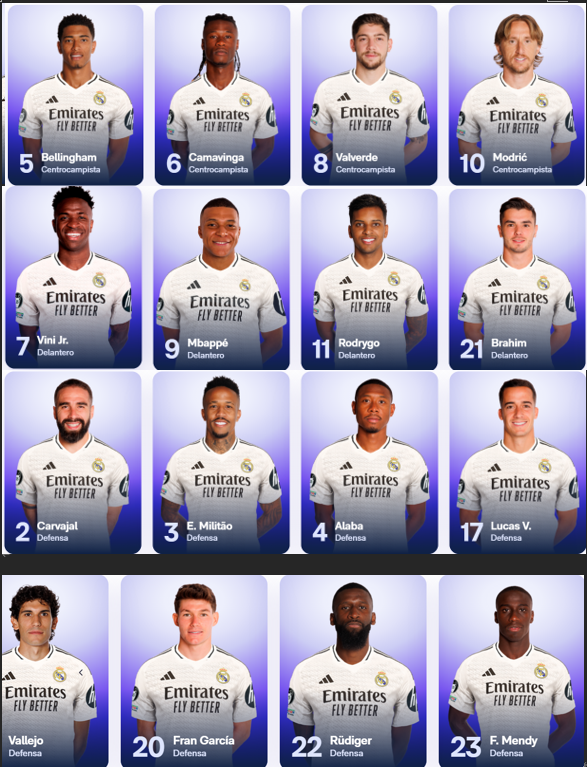 Emirates
FLY BETTER
5 Bellingham
Centrocampista
Emirates
FLY BETTER
6 Camavinga
Centrocampista
Emirates
FLY BETTER
8 Valverde
Centrocampista
Emirates
FLY BETTER
10 Modrić
Centrocampista
Emirates
FLY BETTER
7 Vini Jr.
Delantero
Emirates
FLY BETTER
9 Mbappé
Delantero
Emirates
FLY BETTER
11 Rodrygo
Delantero
Emirates
FLY BETTER
21 Brahim
Delantero
Emirates
FLY BETTER
2 Carvajal
Defensa
Emirates
FLY BETTER
3 E. Militão
Defensa
Emirates
FLY BETTER
4 Alaba
Defensa
Emirates
FLY BETTER
17 Lucas V.
Defensa
Emirates
FLY BETTER
Vallejo
Defensa
Emirates
FLY BETTER
20 Fran García
Defensa
Emirates
FLY BETTER
22 Rüdiger
Defensa
Emirates
FLY BETTER
23 F. Mendy
Defensa